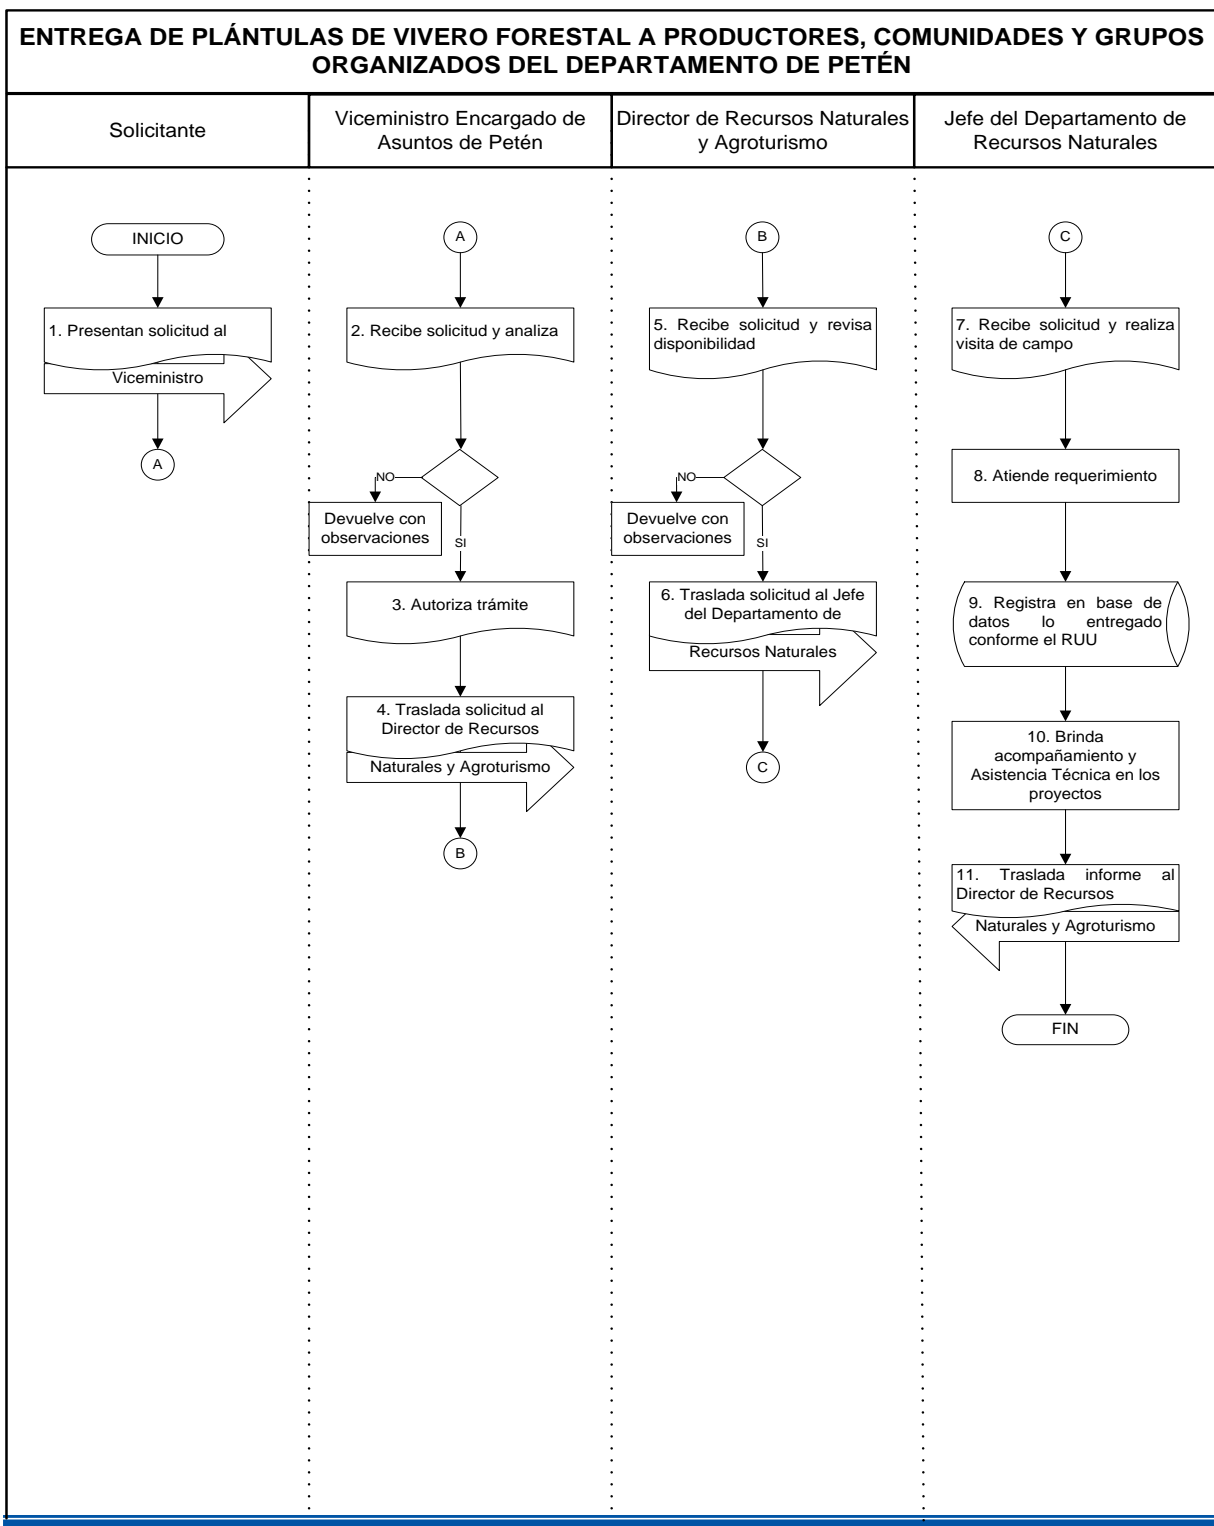 ENTREGA DE PLÁNTULAS DE VIVERO FORESTAL A PRODUCTORES, COMUNIDADES Y GRUPOS
ORGANIZADOS DEL DEPARTAMENTO DE PETÉN
Solicitante
Viceministro Encargado de
Asuntos de Petén
Director de Recursos Naturales
y Agroturismo
Jefe del Departamento de
Recursos Naturales
INICIO
1. Presentan solicitud al
Viceministro
A
A
2. Recibe solicitud y analiza
NO
Devuelve con
observaciones
SI
3. Autoriza trámite
4. Traslada solicitud al
Director de Recursos
Naturales y Agroturismo
B
B
5. Recibe solicitud y revisa
disponibilidad
NO
Devuelve con
observaciones
SI
6. Traslada solicitud al Jefe
del Departamento de
Recursos Naturales
C
C
7. Recibe solicitud y realiza
visita de campo
8. Atiende requerimiento
9. Registra en base de
datos lo entregado
conforme el RUU
10. Brinda
acompañamiento y
Asistencia Técnica en los
proyectos
11. Traslada informe al
Director de Recursos
Naturales y Agroturismo
FIN